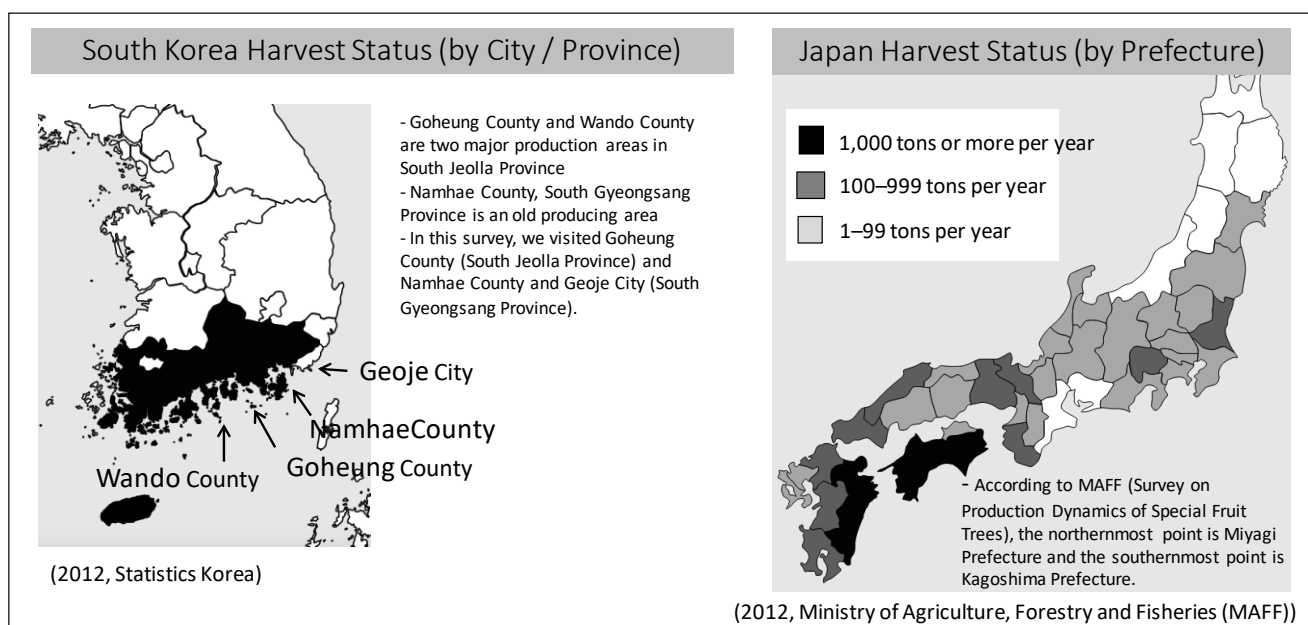 South Korea Harvest Status (by City / Province)
- Goheung County and Wando County
are two major production areas in
South Jeolla Province
- Namhae County, South Gyeongsang
Province is an old producing area
- In this survey, we visited Goheung
County (South Jeolla Province) and
Namhae County and Geoje City (South
Gyeongsang Province).
Geoje City
NamhaeCounty
Goheung County
Wando County
(2012, Statistics Korea)
Japan Harvest Status (by Prefecture)
1,000 tons or more per year
100–999 tons per year
1–99 tons per year
- According to MAFF (Survey on
Production Dynamics of Special Fruit
Trees), the northernmost point is Miyagi
Prefecture and the southernmost point is
Kagoshima Prefecture.
(2012, Ministry of Agriculture, Forestry and Fisheries (MAFF))